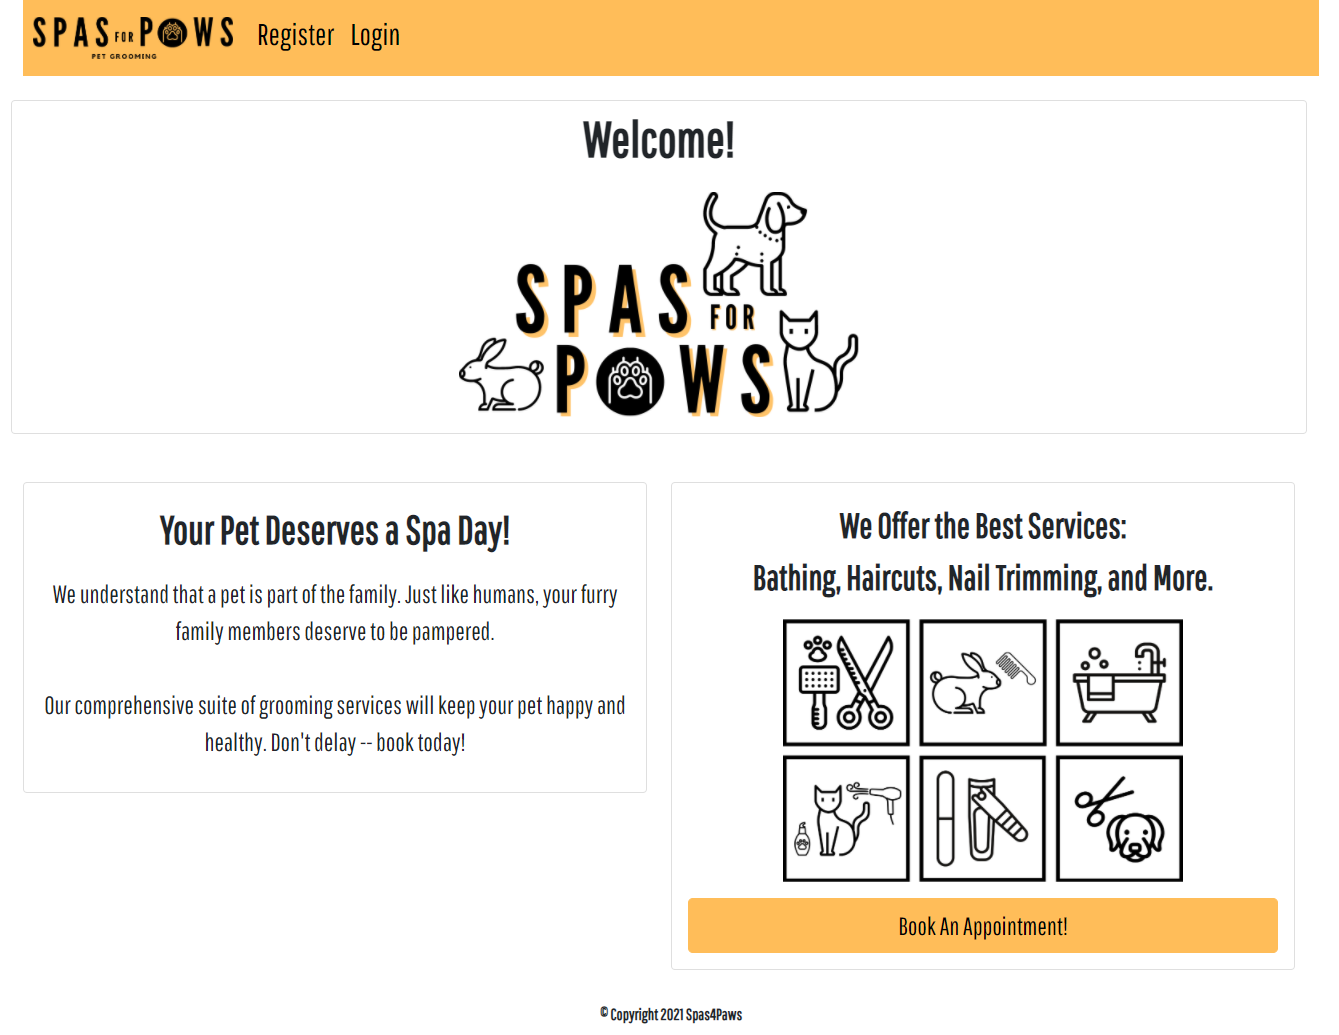 SPAS FOR PAWS Register Login
PET GROOMING
Welcome!
SPAS
FOR
PAWS
Your Pet Deserves a Spa Day!
We understand that a pet is part of the family. Just like humans, your furry
family members deserve to be pampered.
Our comprehensive suite of grooming services will keep your pet happy and
healthy. Don't delay -- book today!
We Offer the Best Services:
Bathing, Haircuts, Nail Trimming, and More.
Book An Appointment!
© Copyright 2021 Spas4Paws